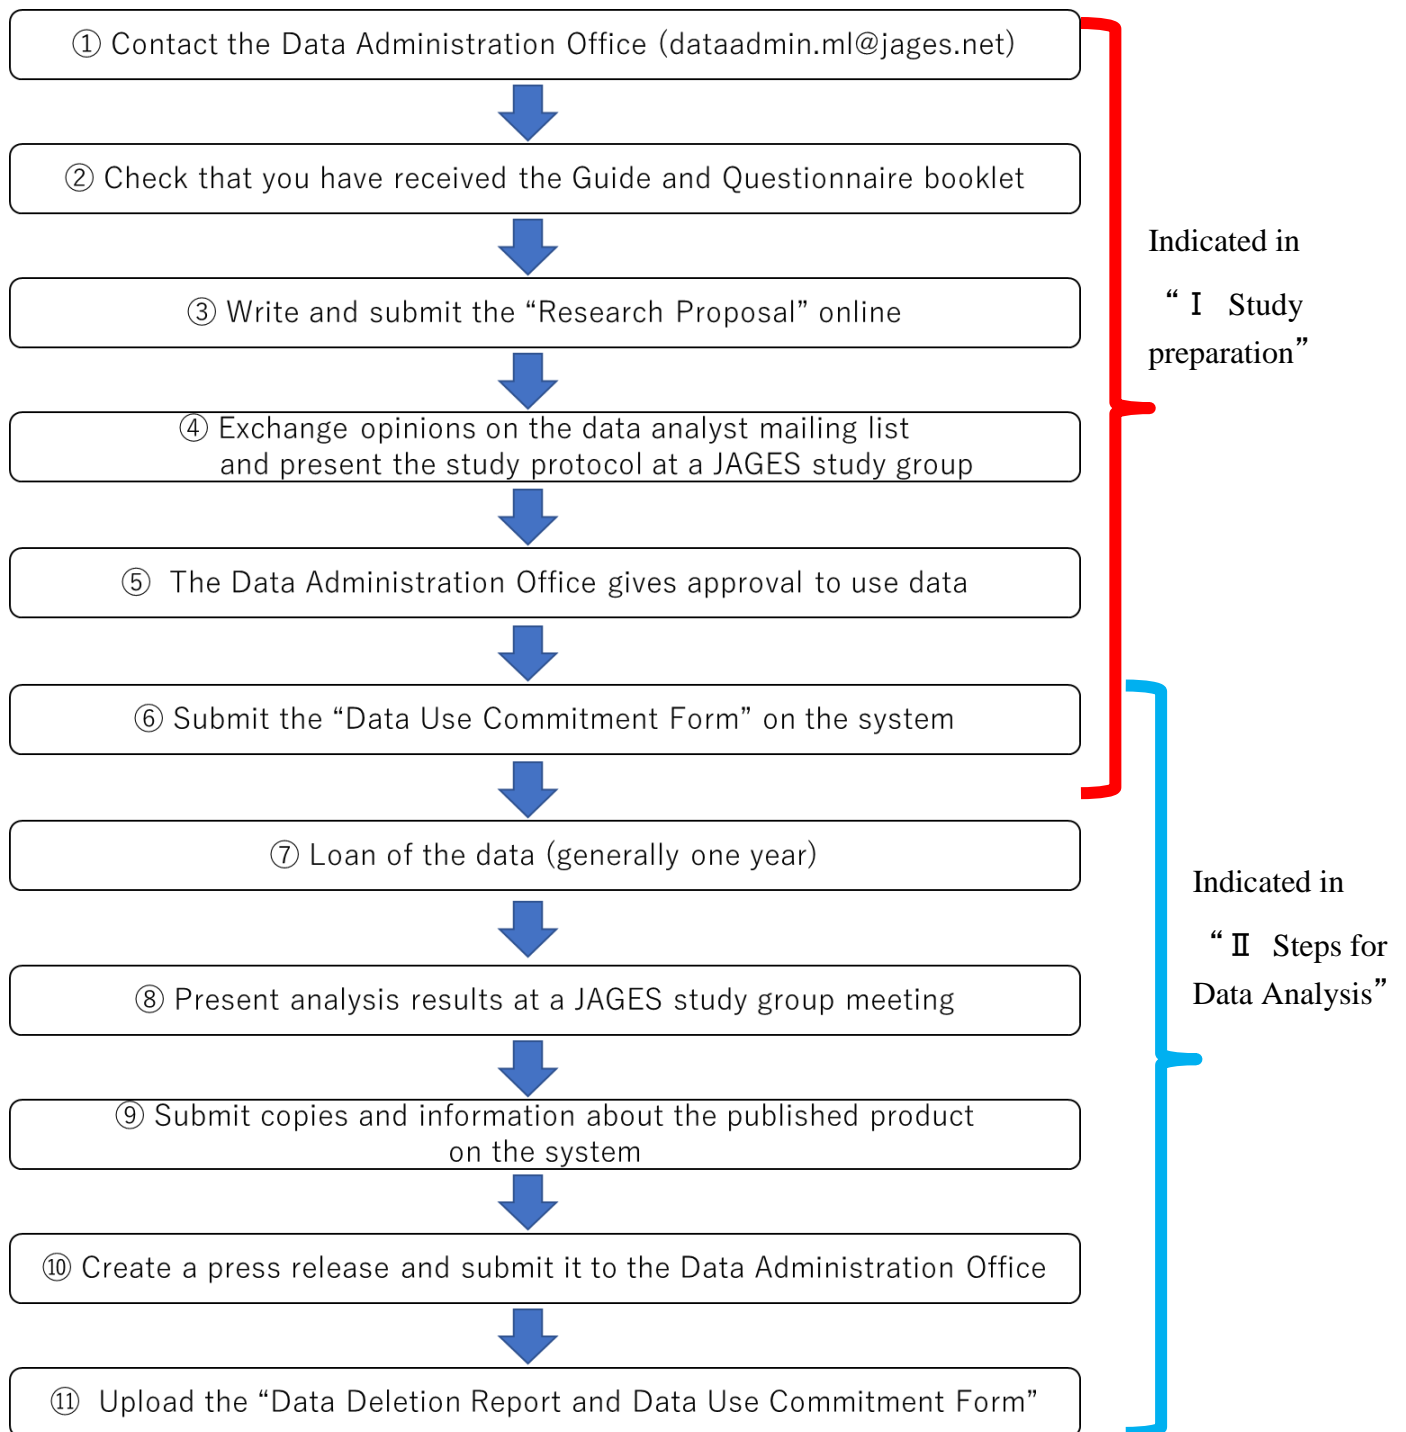 ① Contact the Data Administration Office (dataadmin.ml@jages.net)
② Check that you have received the Guide and Questionnaire booklet
③ Write and submit the “Research Proposal” online
④ Exchange opinions on the data analyst mailing list
and present the study protocol at a JAGES study group
⑤ The Data Administration Office gives approval to use data
⑥ Submit the “Data Use Commitment Form” on the system
Indicated in
“Ⅰ Study
preparation”
⑦ Loan of the data (generally one year)
⑧ Present analysis results at a JAGES study group meeting
⑨ Submit copies and information about the published product
on the system
⑩ Create a press release and submit it to the Data Administration Office
⑪ Upload the “Data Deletion Report and Data Use Commitment Form”
Indicated in
“Ⅱ Steps for
Data Analysis”